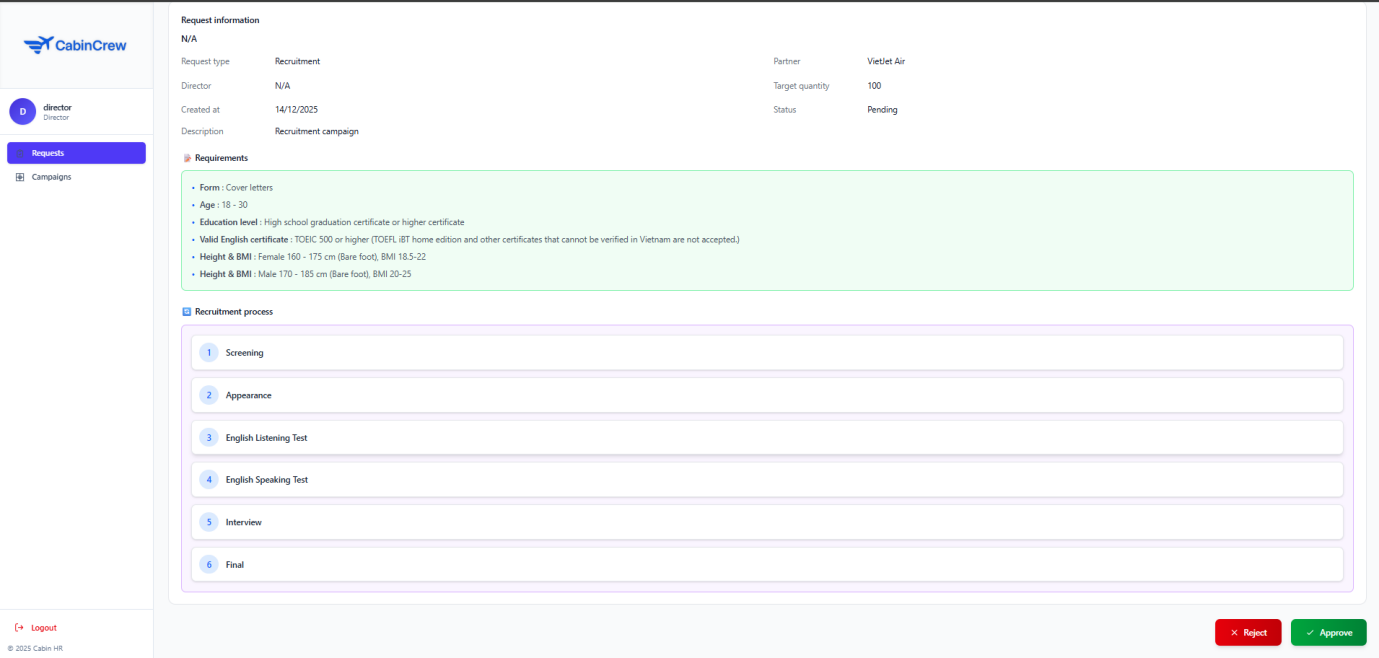 CabinCrew
D
director
Director
Requests
Campaigns
Logout
© 2025 Cabin HR
Request information
N/A
Request type Recruitment Partner VietJet Air
Director N/A Target quantity 100
Created at 14/12/2025 Status Pending
Description Recruitment campaign
Requirements
• Form : Cover letters
• Age : 18 - 30
• Education level : High school graduation certificate or higher certificate
• Valid English certificate : TOEIC 500 or higher (TOEFL iBT home edition and other certificates that cannot be verified in Vietnam are not accepted.)
• Height & BMI : Female 160 - 175 cm (Bare foot), BMI 18.5-22
• Height & BMI : Male 170 - 185 cm (Bare foot), BMI 20-25
Recruitment process
1 Screening
2 Appearance
3 English Listening Test
4 English Speaking Test
5 Interview
6 Final
Reject Approve